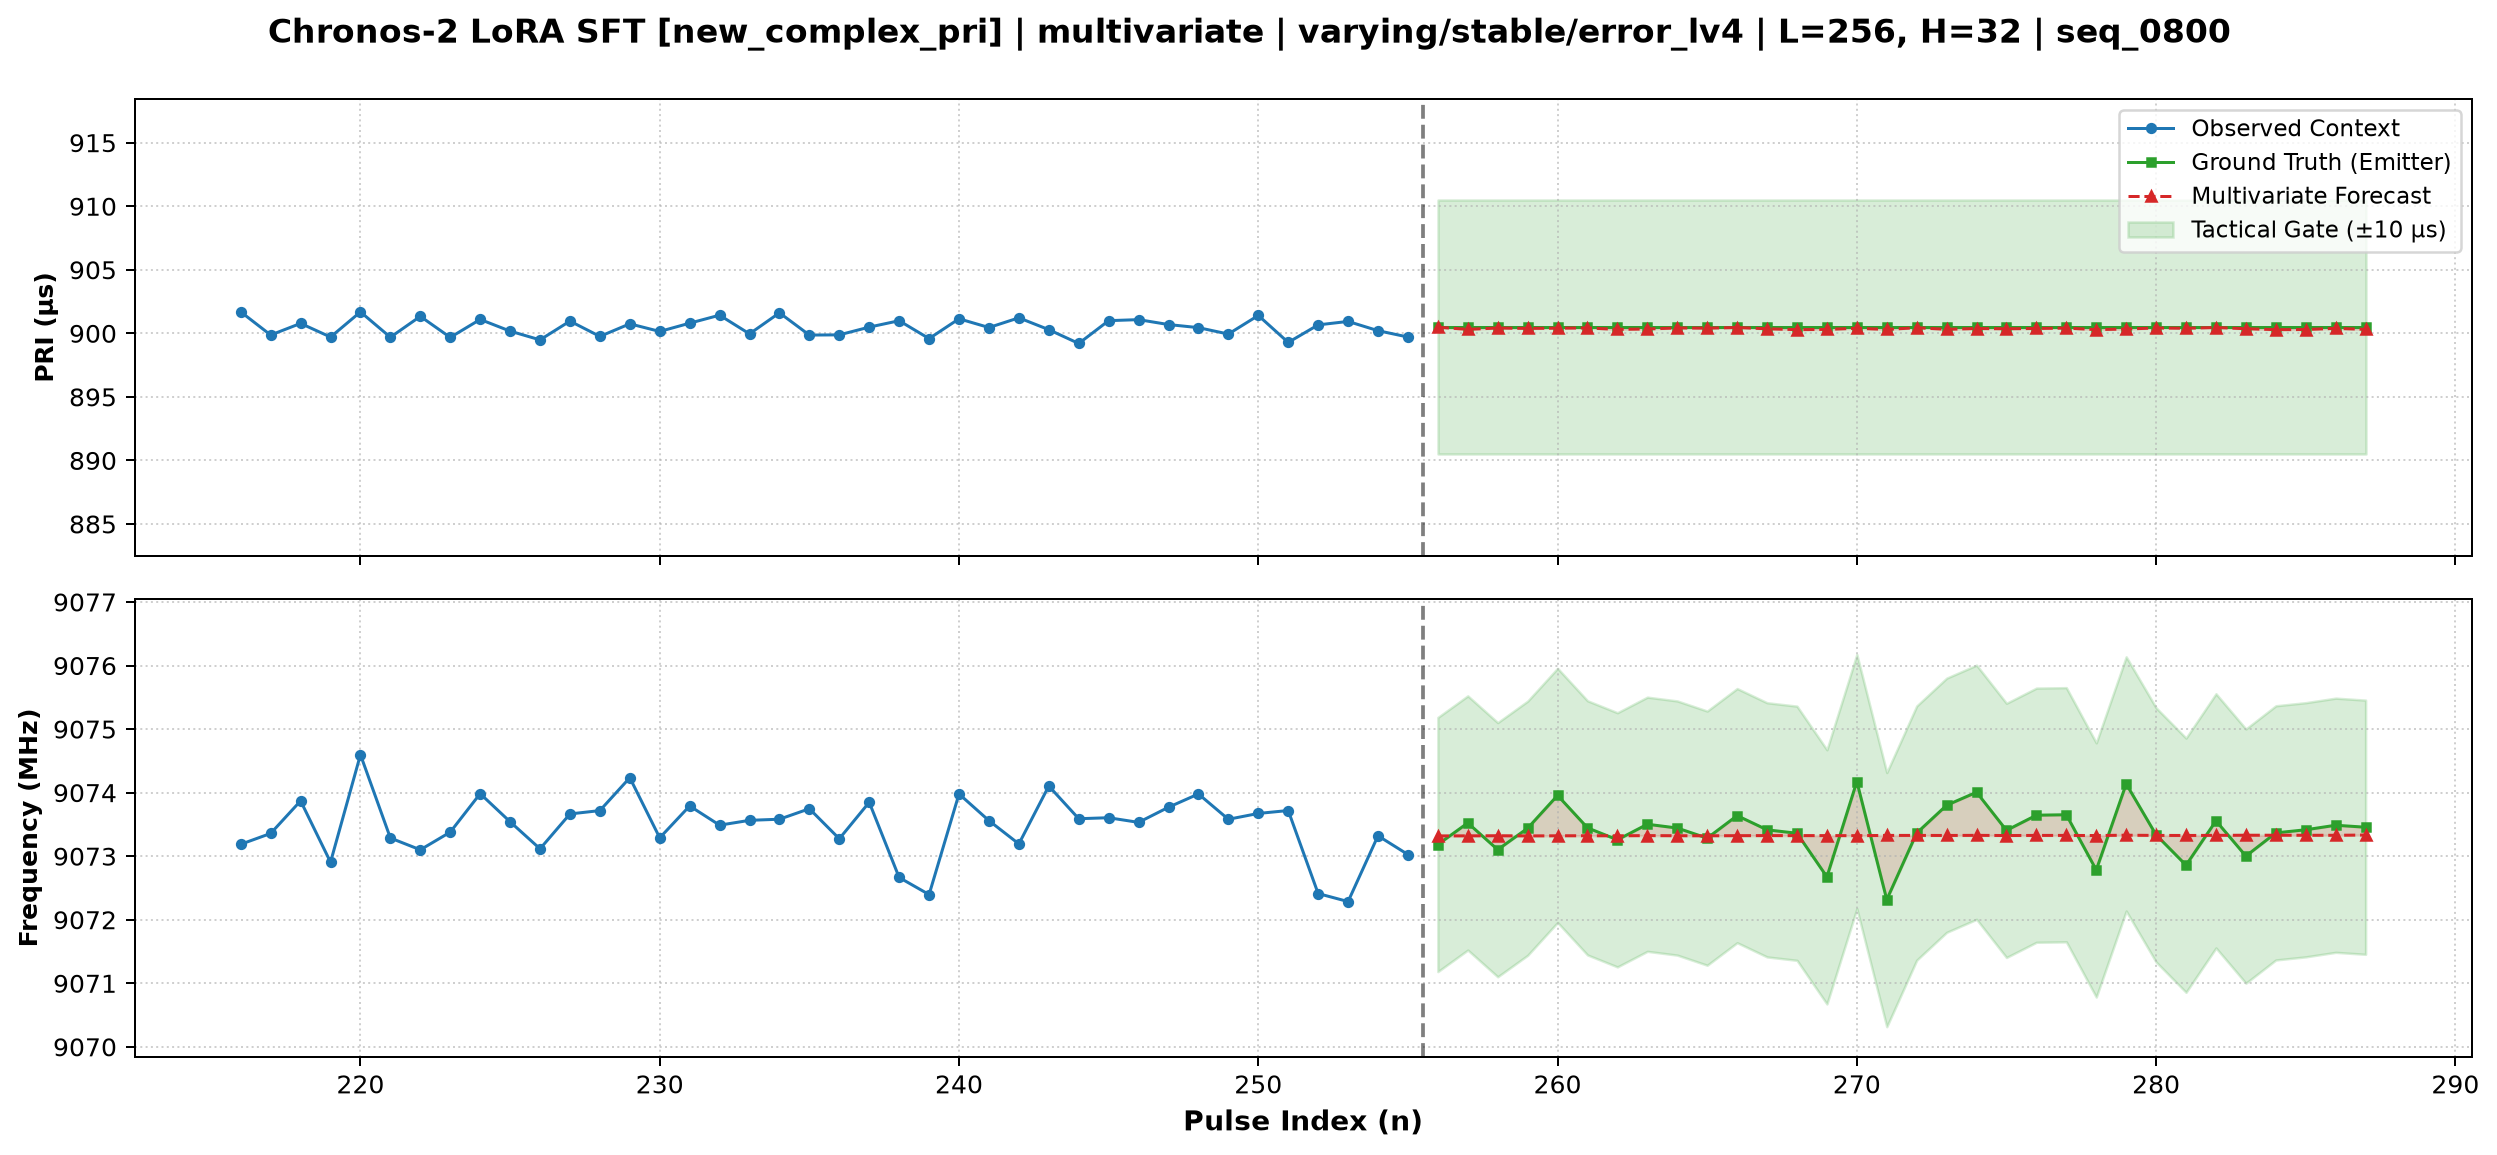 Chronos-2 LoRA SFT [new_complex_pri] | multivariate | varying/stable/error_lv4 | L=256, H=32 | seq_0800
915
910
905
900
895
890
885
PRI (µs)
Observed Context
Ground Truth (Emitter)
Multivariate Forecast
Tactical Gate (±10 µs)
9077
9076
9075
9074
9073
9072
9071
9070
Frequency (MHz)
220 230 240 250 260 270 280 290
Pulse Index (n)